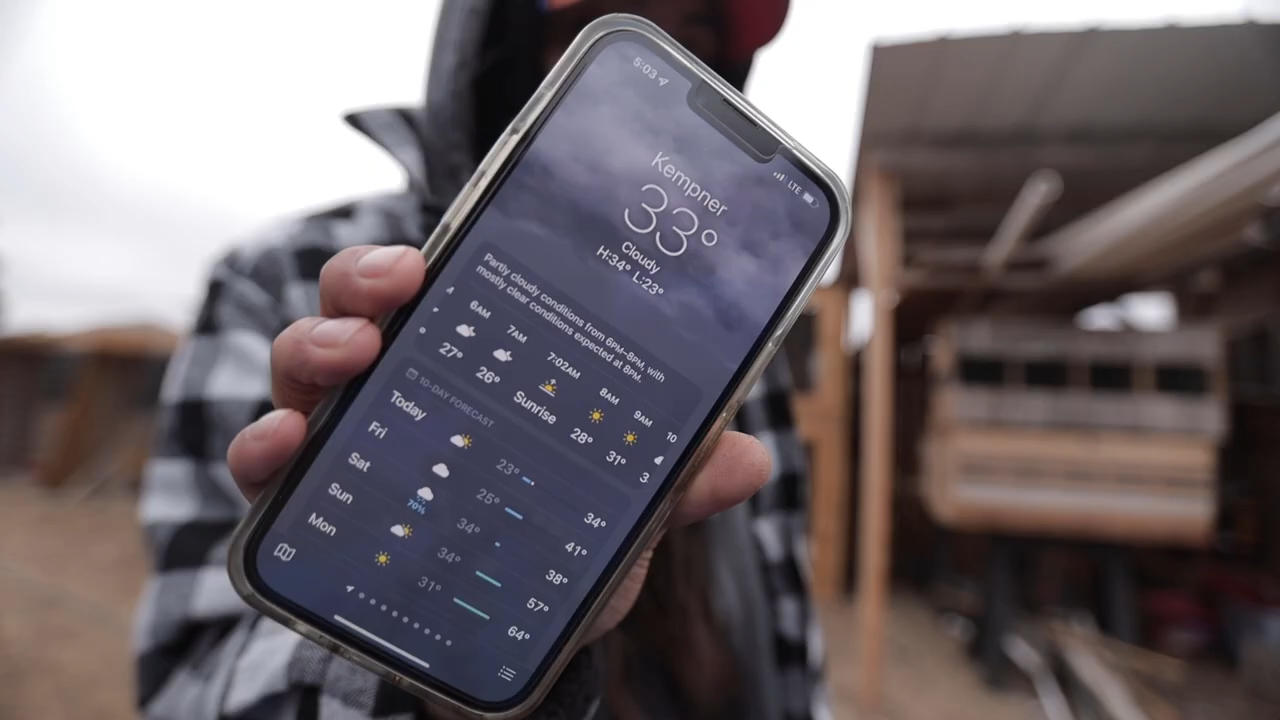 5:03
LTE
Kempner
33°
Cloudy
H:34° L:23°
Partly cloudy conditions from 6PM–8PM, with
mostly clear conditions expected at 8PM.
6AM 7AM 7:02AM 8AM 9AM 10
27° 26° Sunrise 28° 31° 3
10-DAY FORECAST
Today 23° 34°
Fri 25° 41°
Sat 70% 34° 38°
Sun 34° 57°
Mon 31° 64°